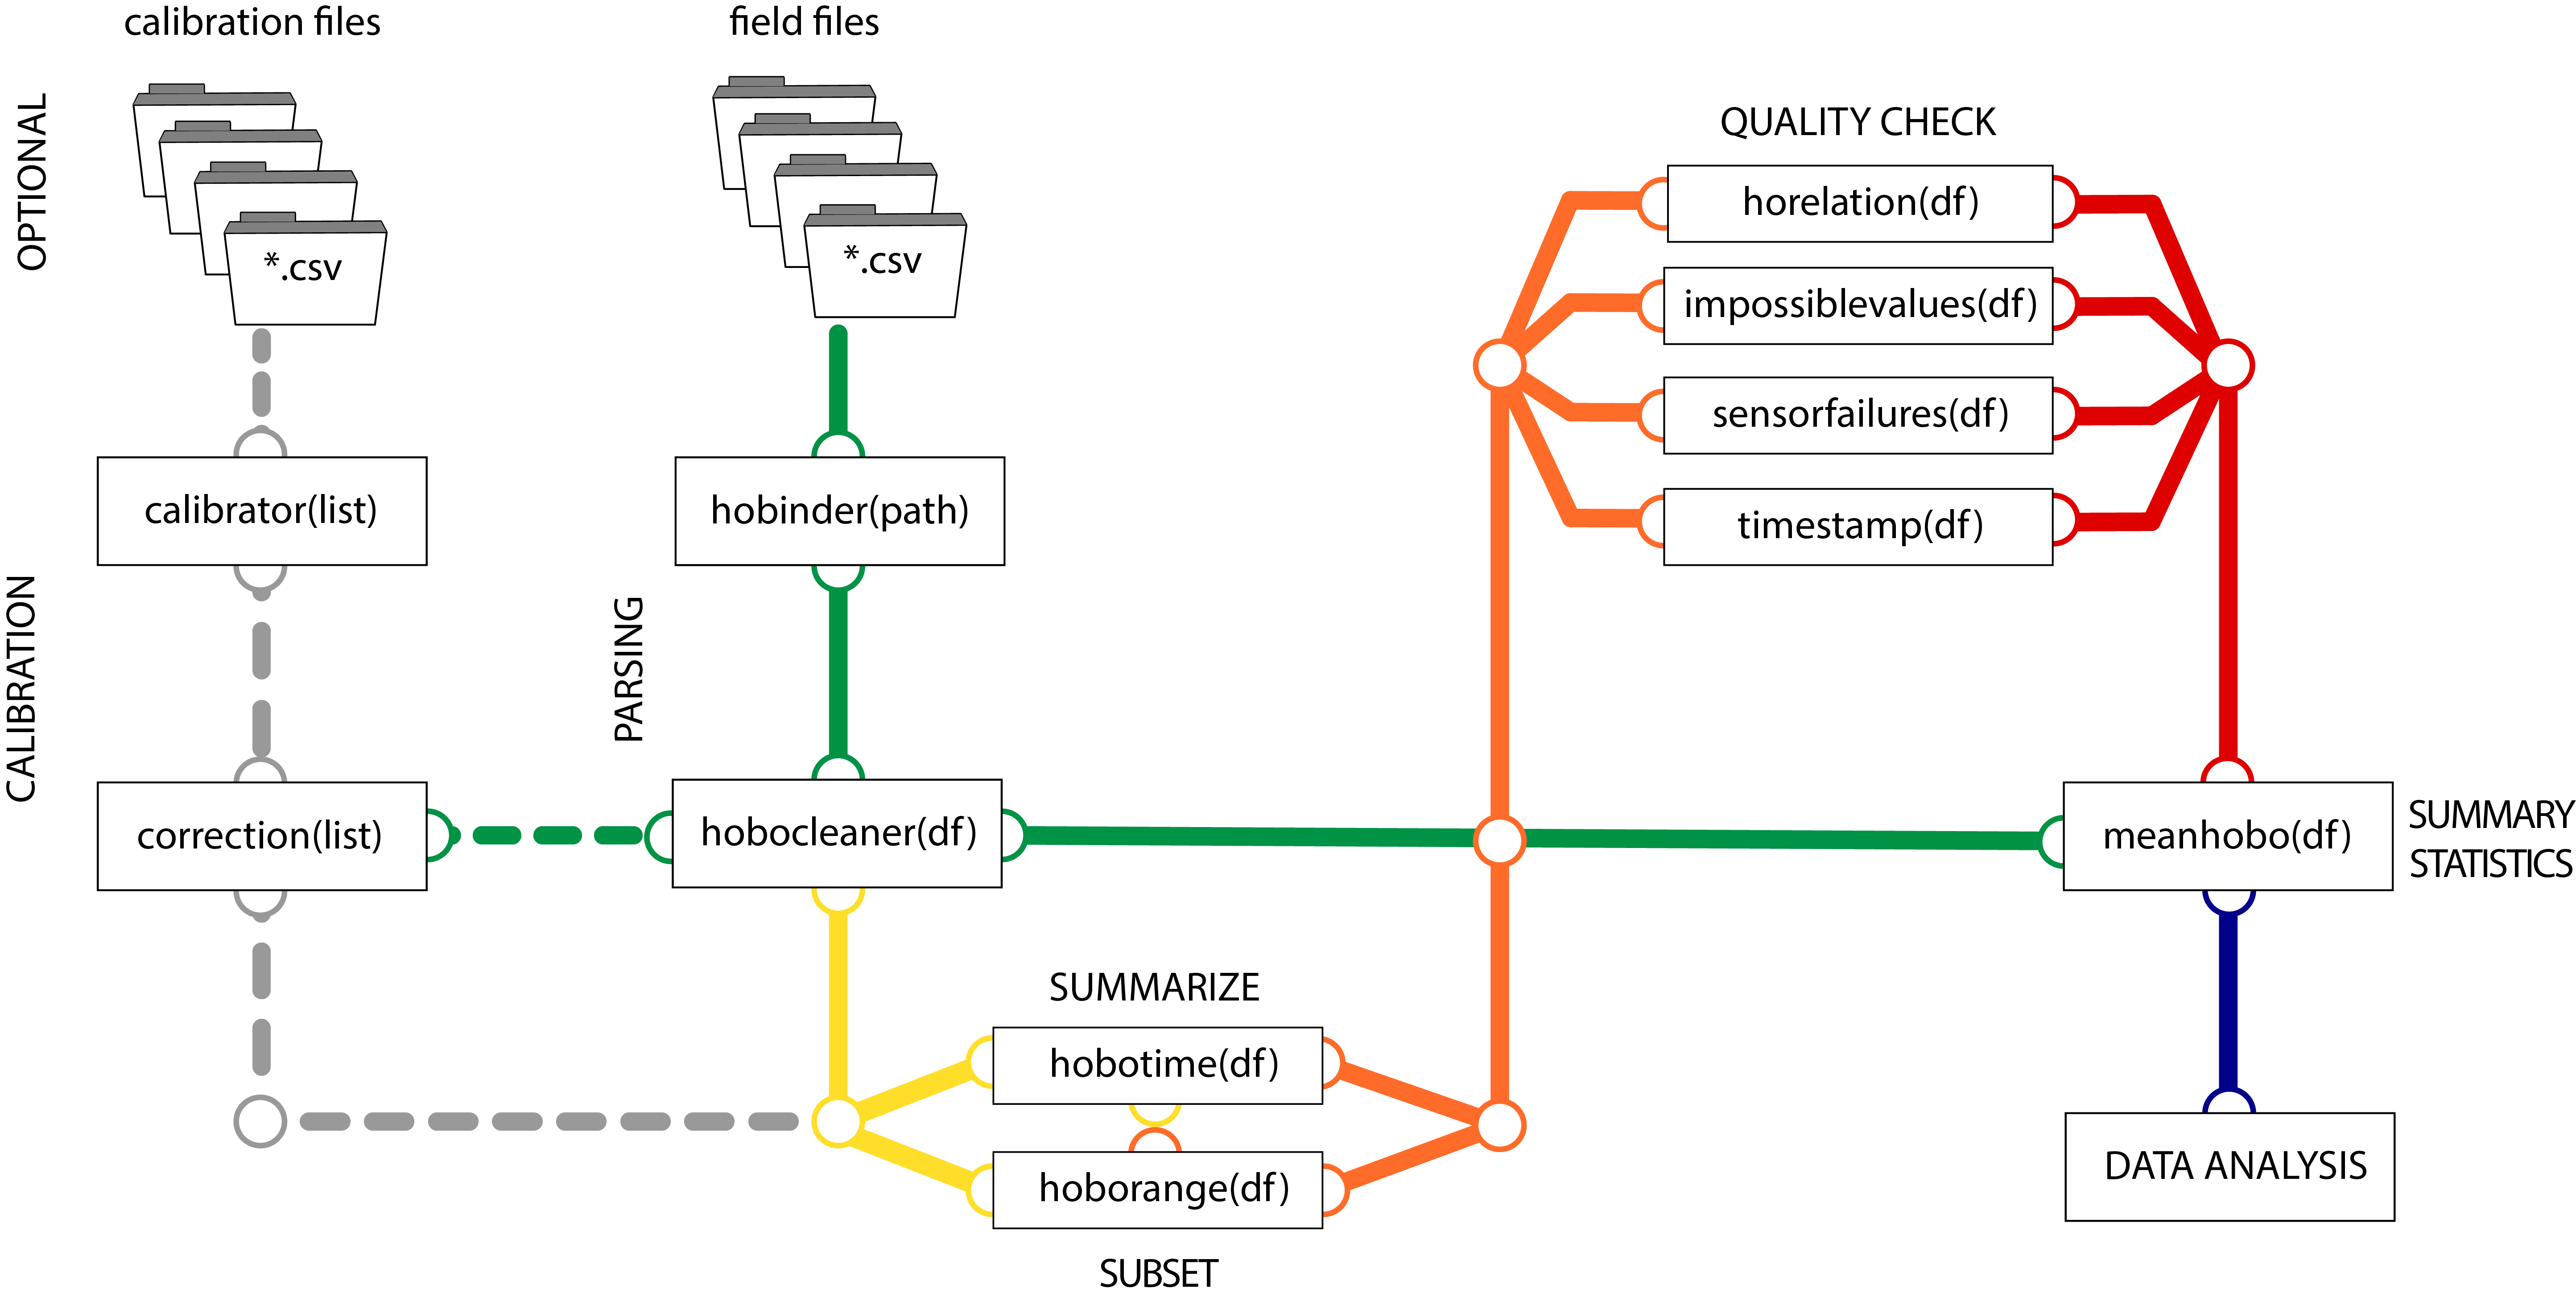 calibration files
field files
OPTIONAL
*.csv
*.csv
QUALITY CHECK
horelation(df)
impossiblevalues(df)
sensorfailures(df)
timestamp(df)
calibrator(list)
hobinder(path)
CALIBRATION
PARSING
correction(list)
hobocleaner(df)
meanhobo(df)
SUMMARY
STATISTICS
SUMMARIZE
hobotime(df)
hoborange(df)
SUBSET
DATA ANALYSIS